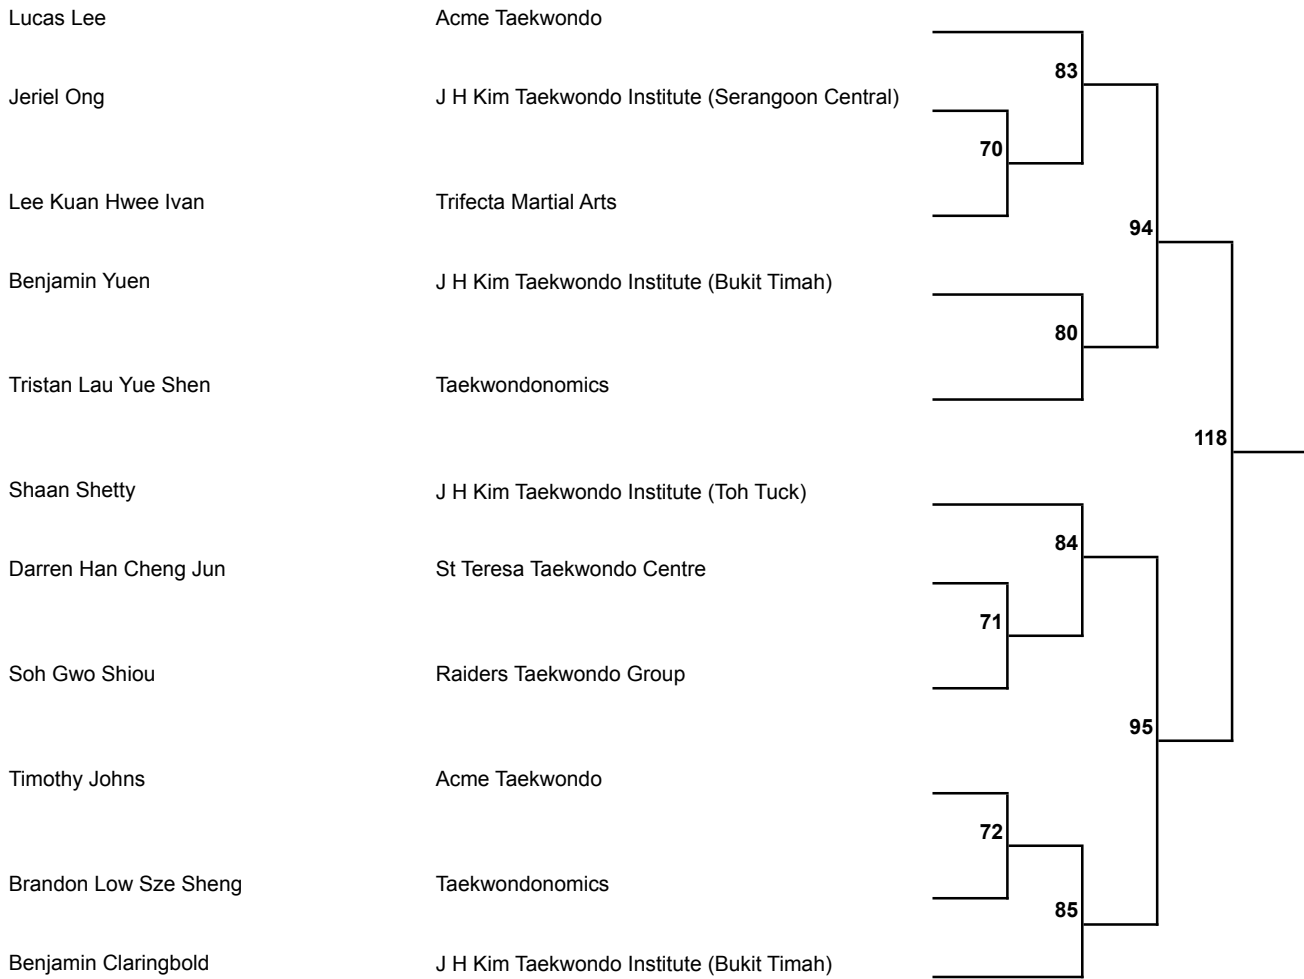 Lucas Lee Acme Taekwondo
83
Jeriel Ong J H Kim Taekwondo Institute (Serangoon Central)
70
Lee Kuan Hwee Ivan Trifecta Martial Arts
94
Benjamin Yuen J H Kim Taekwondo Institute (Bukit Timah)
80
Tristan Lau Yue Shen Taekwondonomics
118
Shaan Shetty J H Kim Taekwondo Institute (Toh Tuck)
84
Darren Han Cheng Jun St Teresa Taekwondo Centre
71
Soh Gwo Shiou Raiders Taekwondo Group
95
Timothy Johns Acme Taekwondo
72
Brandon Low Sze Sheng Taekwondonomics
85
Benjamin Claringbold J H Kim Taekwondo Institute (Bukit Timah)